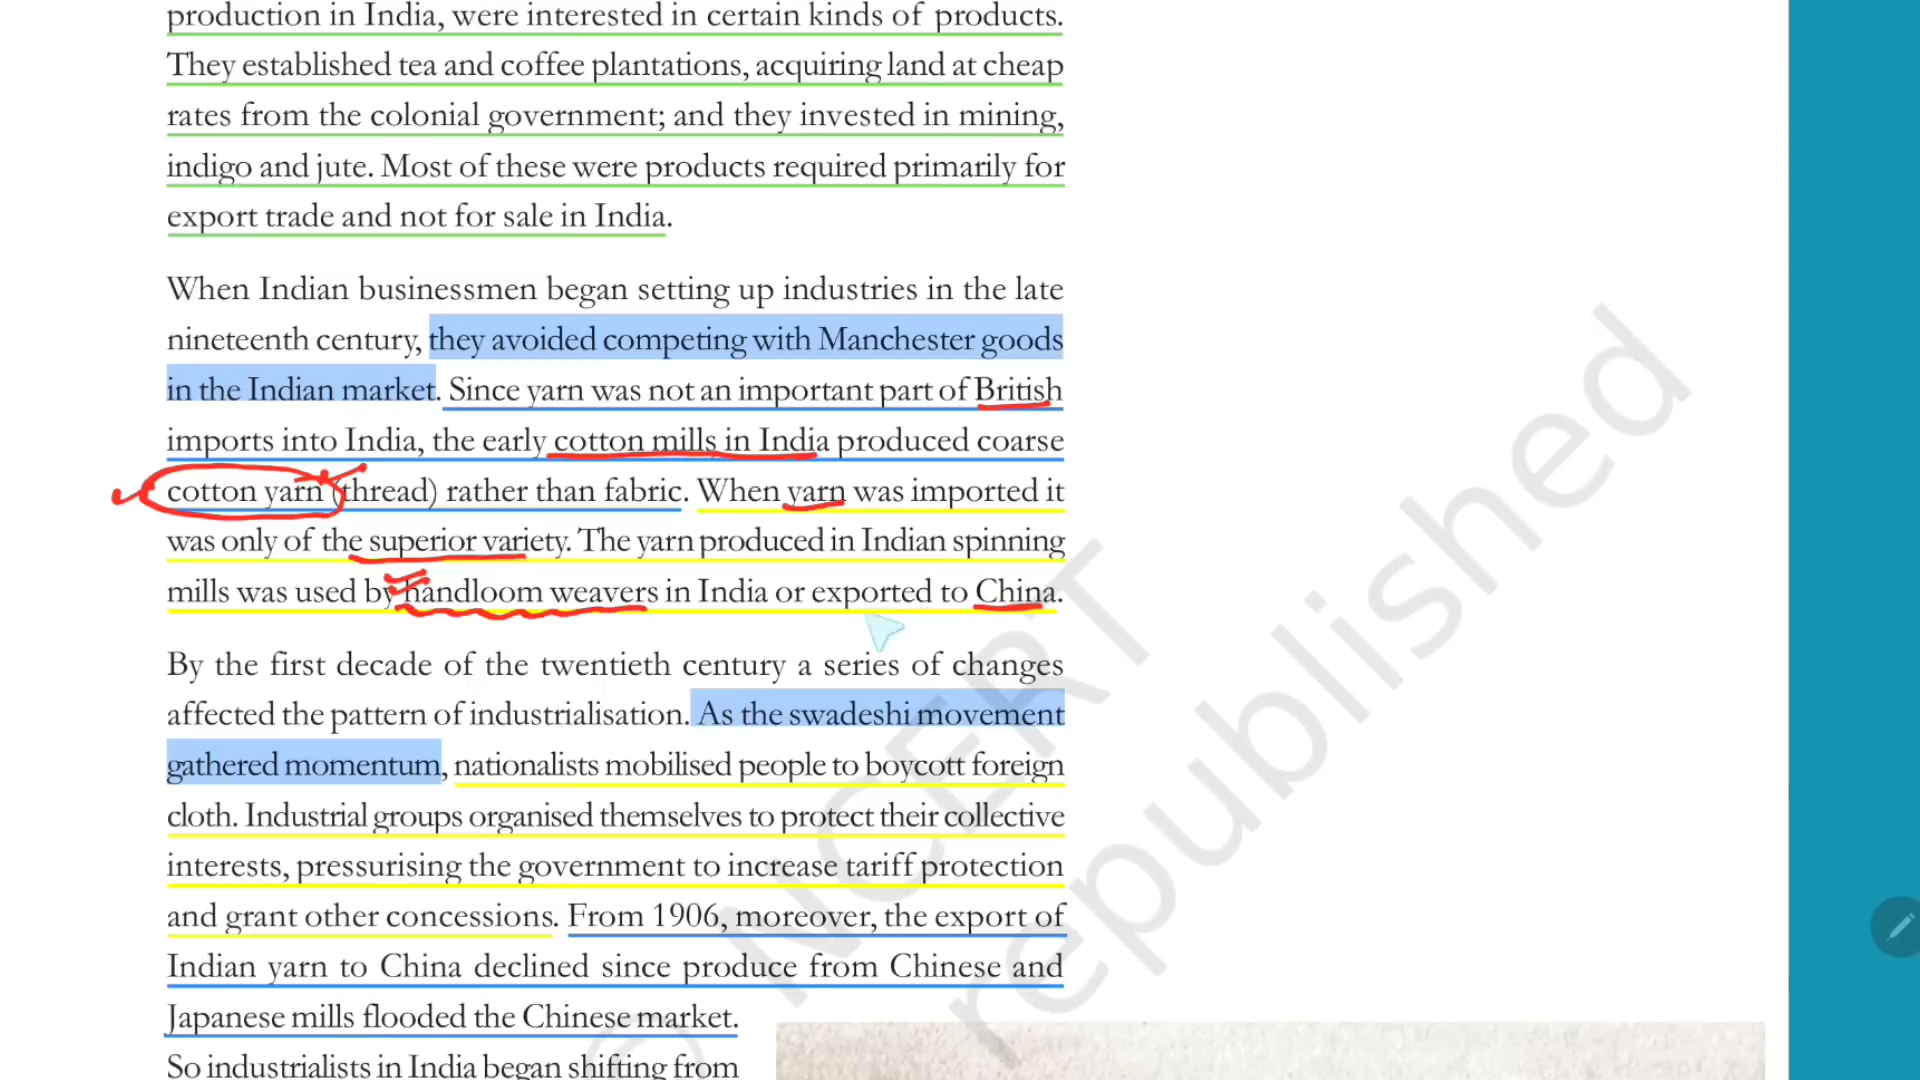 production in India, were interested in certain kinds of products.
They established tea and coffee plantations, acquiring land at cheap
rates from the colonial government; and they invested in mining,
indigo and jute. Most of these were products required primarily for
export trade and not for sale in India.
When Indian businessmen began setting up industries in the late
nineteenth century, they avoided competing with Manchester goods
in the Indian market. Since yarn was not an important part of British
imports into India, the early cotton mills in India produced coarse
cotton yarn (thread) rather than fabric. When yarn was imported it
was only of the superior variety. The yarn produced in Indian spinning
mills was used by handloom weavers in India or exported to China.
By the first decade of the twentieth century a series of changes
affected the pattern of industrialisation. As the swadeshi movement
gathered momentum, nationalists mobilised people to boycott foreign
cloth. Industrial groups organised themselves to protect their collective
interests, pressurising the government to increase tariff protection
and grant other concessions. From 1906, moreover, the export of
Indian yarn to China declined since produce from Chinese and
Japanese mills flooded the Chinese market.
So industrialists in India began shifting from
© NCERT
republished